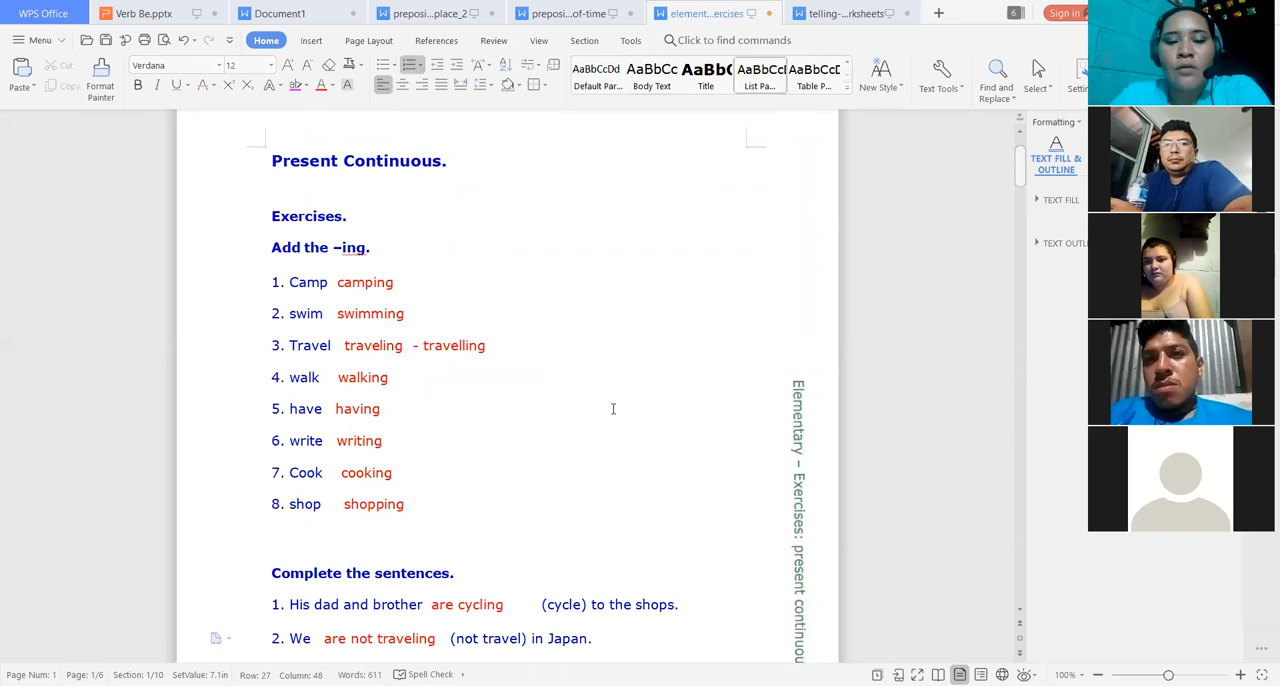 WPS Office
Verb Be.pptx
Document1
preposi...place_2
preposi...of-time
element...ercises
telling-...rksheets
6
Sign in
Menu
Home
Insert
Page Layout
References
Review
View
Section
Tools
Click to find commands
Paste
Cut
Copy
Format Painter
Verdana
12
AaBbCcDd
Default Par...
AaBbCc
Body Text
AaBb
Title
AaBbCcI
List Pa...
AaBbCcD
Table P...
New Style
Text Tools
Find and Replace
Select
Formatting
TEXT FILL & OUTLINE
TEXT FILL
Present Continuous.
Exercises.
Add the –ing.
1. Camp camping
2. swim swimming
3. Travel traveling - travelling
4. walk walking
5. have having
6. write writing
7. Cook cooking
8. shop shopping
Complete the sentences.
1. His dad and brother are cycling (cycle) to the shops.
2. We are not traveling (not travel) in Japan.
Elementary – Exercises: present continuou
Page Num: 1
Page: 1/6
Section: 1/10
SetValue: 7.1in
Row: 27
Column: 48
Words: 611
Spell Check
100%